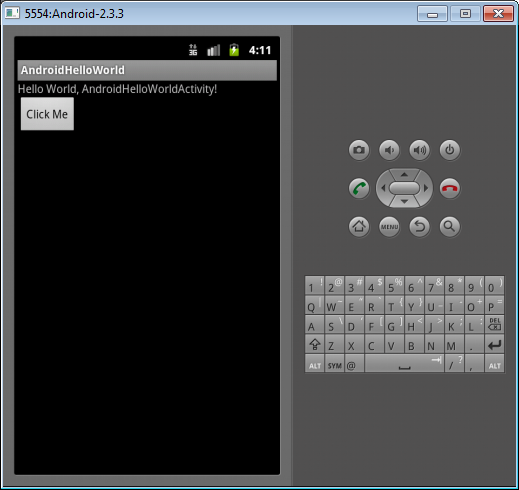 5554:Android-2.3.3
3G 4:11
AndroidHelloWorld
Hello World, AndroidHelloWorldActivity!
Click Me
MENU
1 ! 2 @ 3 # 4 $ 5 % 6 ^ 7 & 8 * 9 ( 0 )
Q W ~ E " R ` T { Y } U _ I - O + P =
A S \ D ' F [ G ] H < J > K ; L : DEL
Z X C V B N M .
ALT SYM @ / ? , ALT